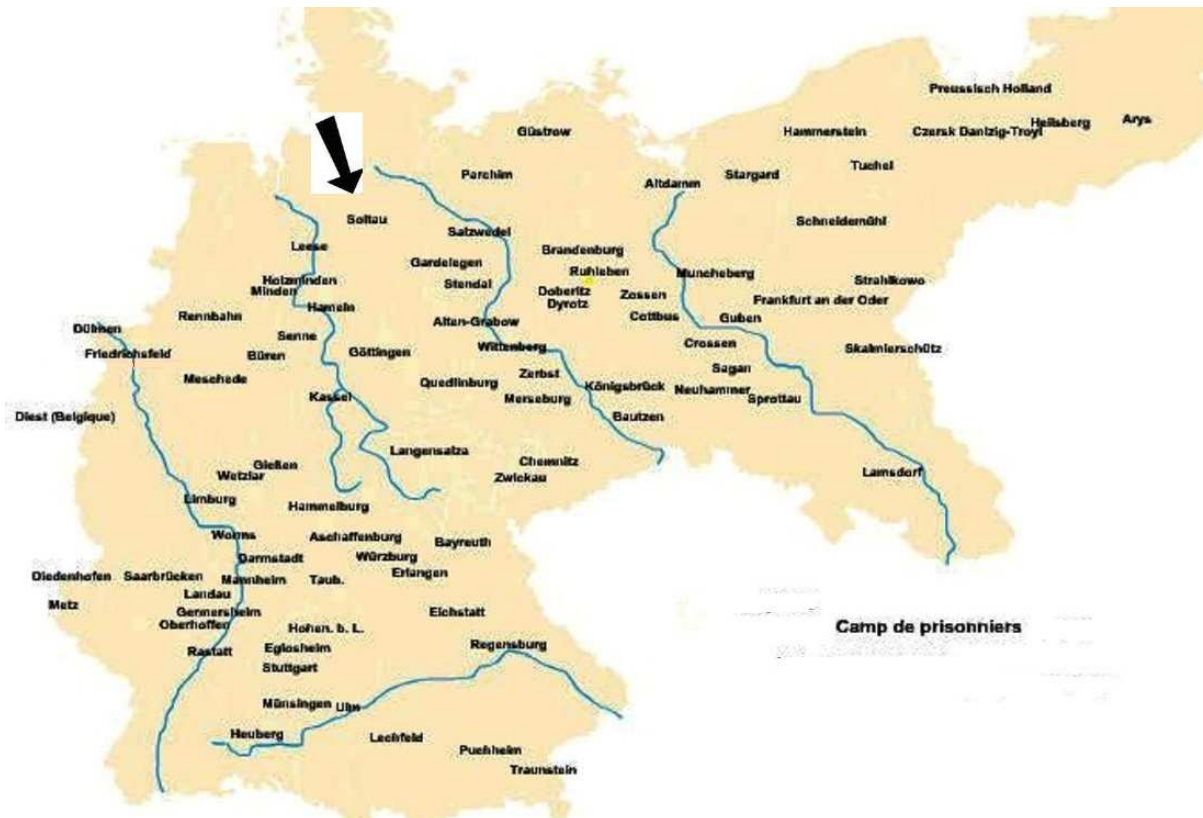 Preussisch Holland
Güstrow
Hammerstein
Czersk Danizig-Troyl
Heilsberg
Arys
Parchim
Altdamm
Stargard
Tuchel
Soltau
Salzwedel
Schneidemühl
Leese
Gardelegen
Brandenburg
Ruhleben
Muncheberg
Strahlkowo
Holzminden
Minden
Stendal
Doberitz
Dyrotz
Zossen
Frankfurt an der Oder
Hameln
Rennbahn
Alten-Grabow
Cottbus
Guben
Dülmen
Senne
Friedrichsfeld
Büren
Göttingen
Wittenberg
Crossen
Skalmierschütz
Meschede
Quedlinburg
Zerbst
Königsbrück
Sagan
Neuhammer
Sprottau
Kassel
Merseburg
Diest (Belgique)
Bautzen
Langensalza
Gießen
Wetzlar
Chemnitz
Zwickau
Lamsdorf
Limburg
Hammelburg
Worms
Aschaffenburg
Bayreuth
Darmstadt
Würzburg
Diedenhofen
Saarbrücken
Mannheim
Taub.
Erlangen
Landau
Metz
Germersheim
Eichstatt
Oberhoffen
Hohen. b. L.
Camp de prisonniers
Rastatt
Eglosheim
Regensburg
Stuttgart
Münsingen
Ulm
Heuberg
Lechfeld
Puchheim
Traunstein